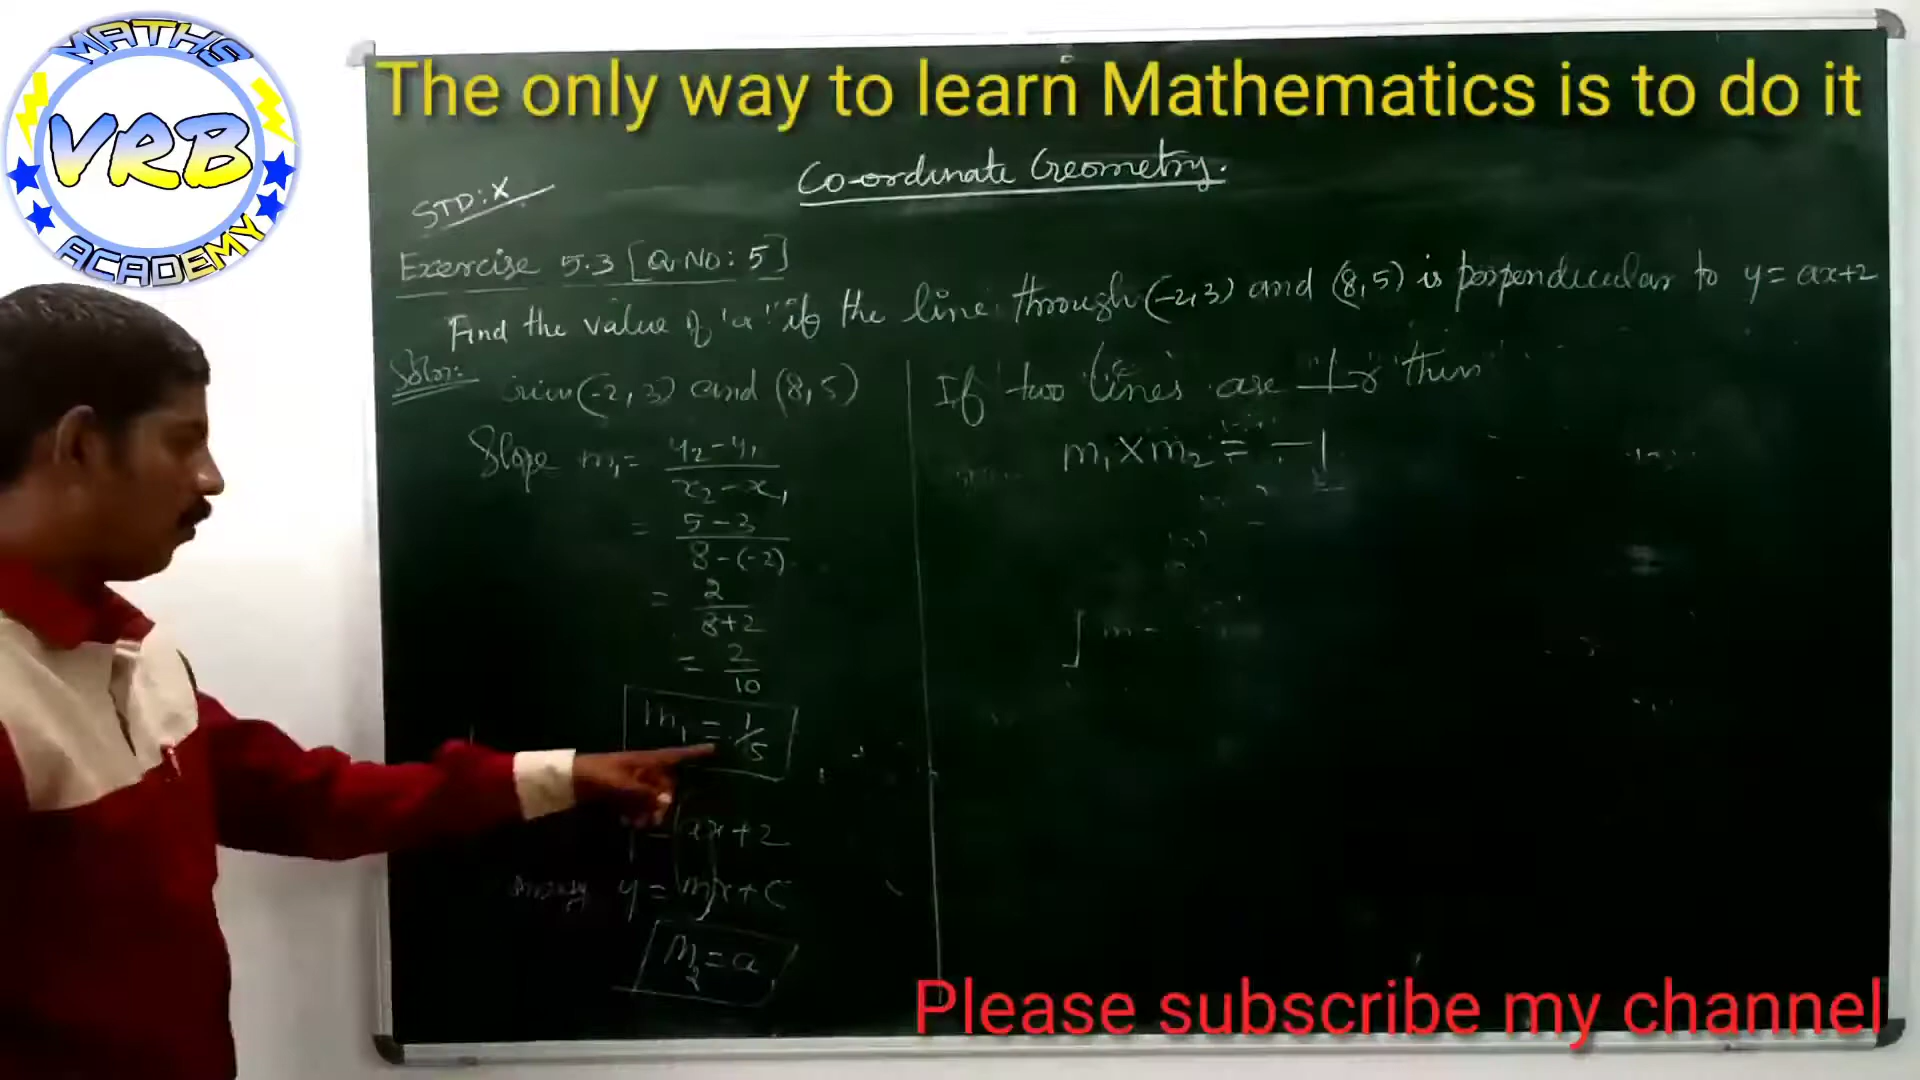 MATHS
VRB
ACADEMY
The only way to learn Mathematics is to do it
Co-ordinate Geometry.
STD: X
Exercise 5.3 [Q.No: 5]
Find the value of 'a' if the line through (-2,3) and (8,5) is perpendicular to y = ax+2
Soln:
(-2, 3) and (8, 5)
Slope m₁ = y₂-y₁ / x₂-x₁
= 5-3 / 8-(-2)
= 2 / 8+2
= 2 / 10
m₁ = 1/5
y = ax+2
y = mx+c
m₂ = a
If two lines are ⊥r then
m₁ × m₂ = -1
Please subscribe my channel